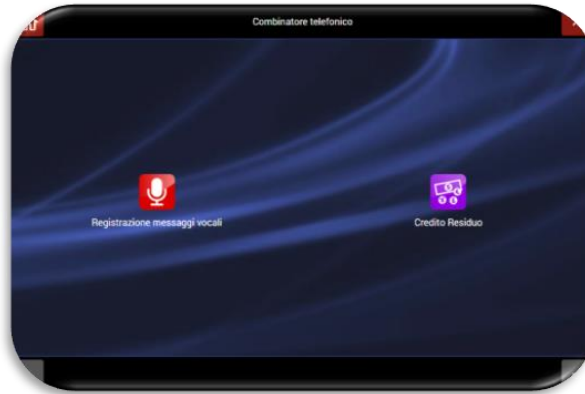 Combinatore telefonico
Registrazione messaggi vocali
Credito Residuo